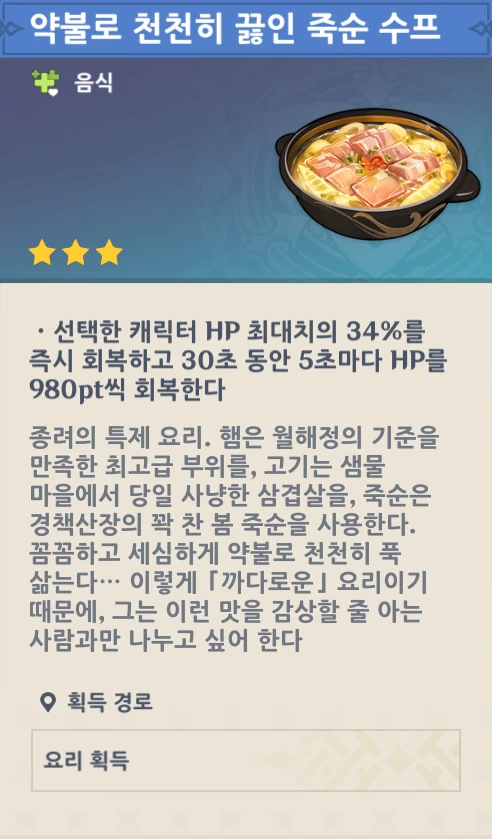 약불로 천천히 끓인 죽순 수프
음식
· 선택한 캐릭터 HP 최대치의 34%를
즉시 회복하고 30초 동안 5초마다 HP를
980pt씩 회복한다
종려의 특제 요리. 햄은 월해정의 기준을
만족한 최고급 부위를, 고기는 샘물
마을에서 당일 사냥한 삼겹살을, 죽순은
경책산장의 꽉 찬 봄 죽순을 사용한다.
꼼꼼하고 세심하게 약불로 천천히 푹
삶는다… 이렇게 「까다로운」 요리이기
때문에, 그는 이런 맛을 감상할 줄 아는
사람과만 나누고 싶어 한다
획득 경로
요리 획득